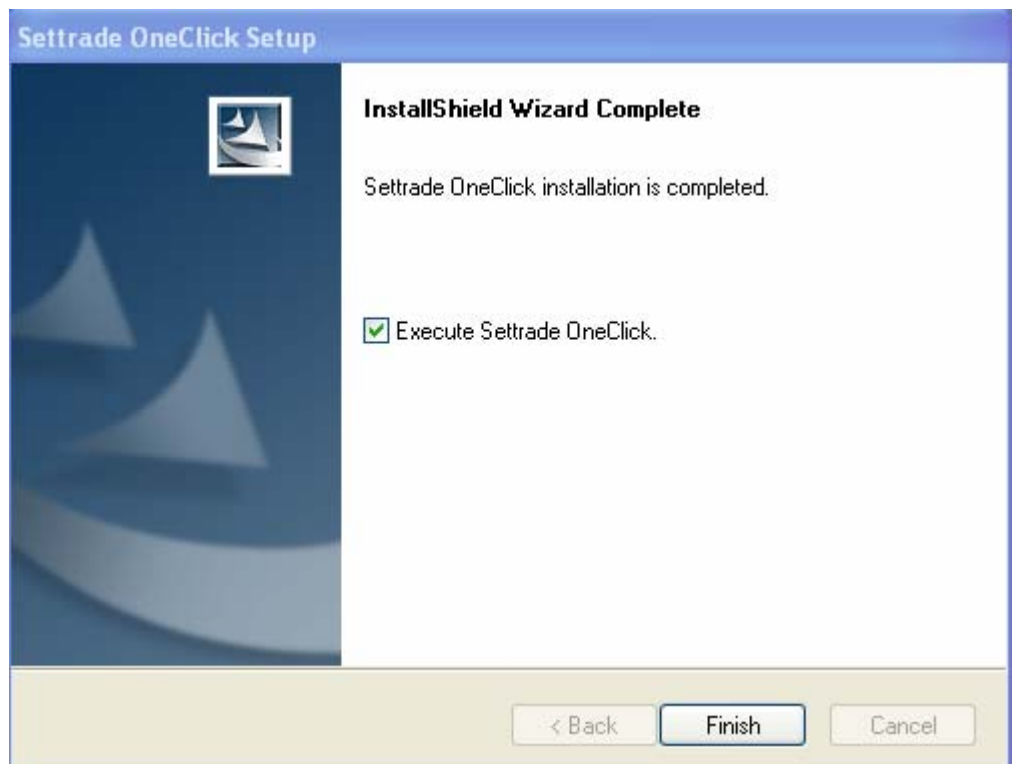 Settrade OneClick Setup
InstallShield Wizard Complete
Settrade OneClick installation is completed.
Execute Settrade OneClick.
< Back
Finish
Cancel